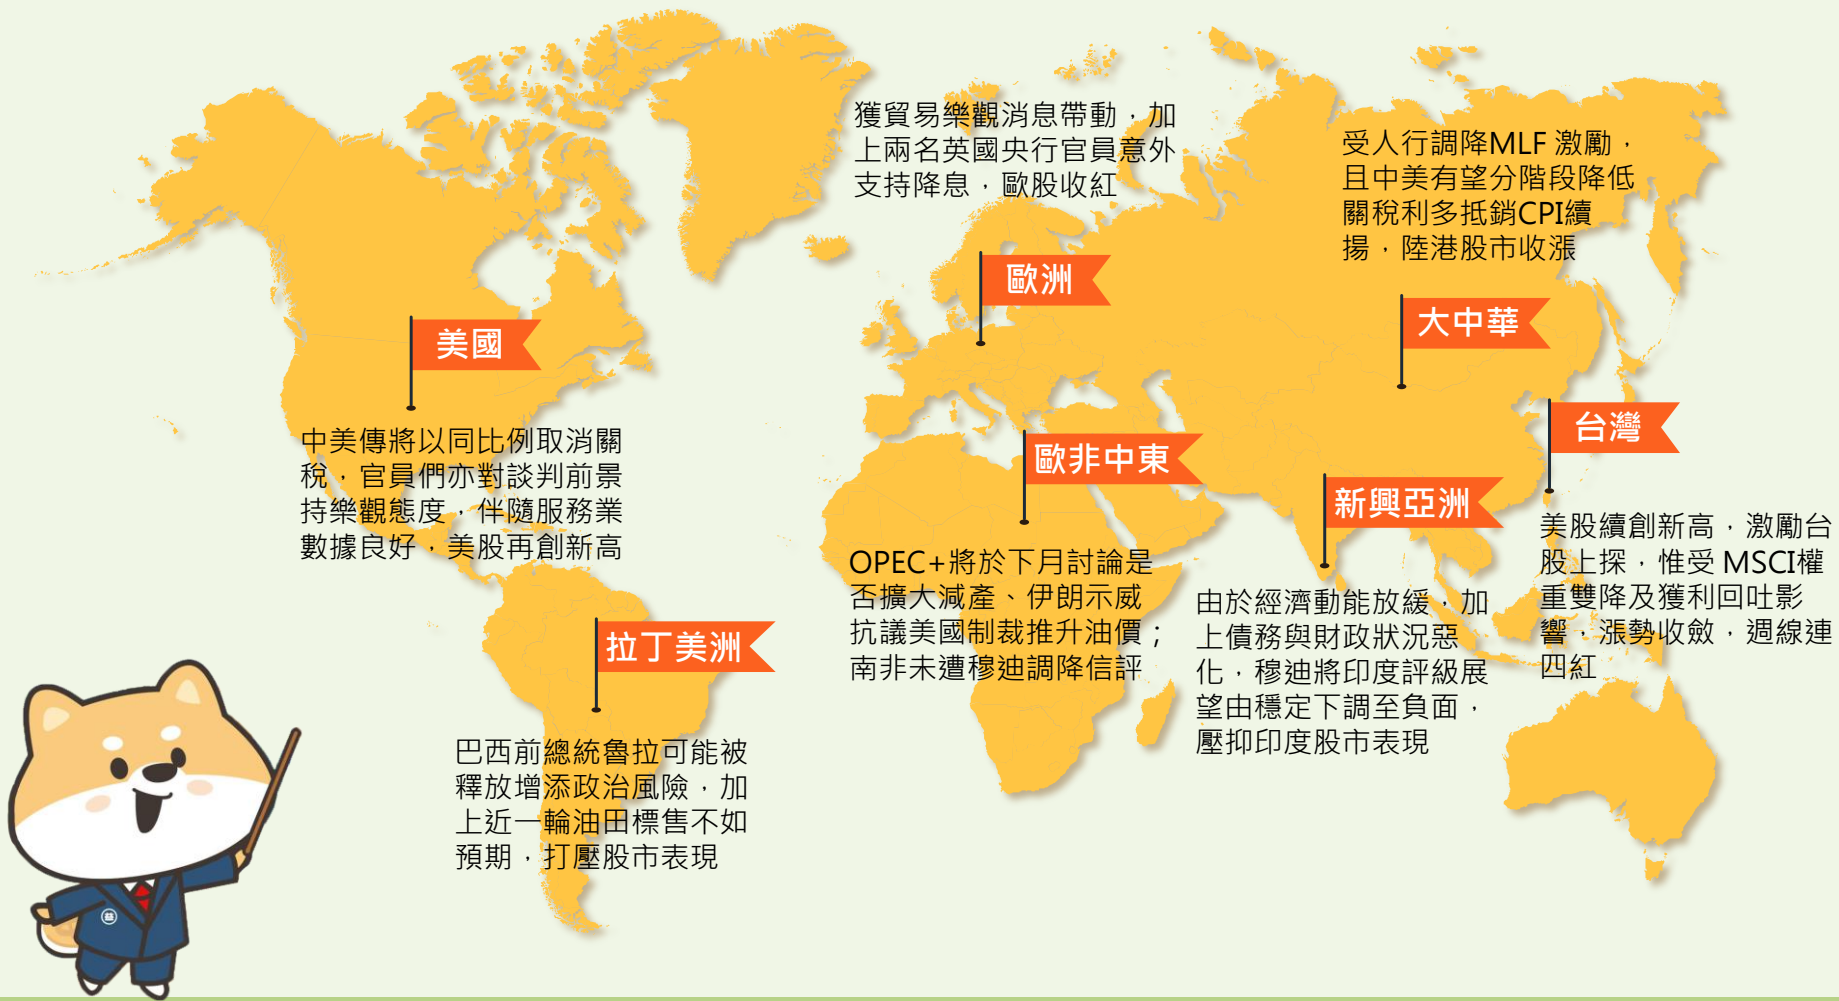 獲貿易樂觀消息帶動，加
上兩名英國央行官員意外
支持降息，歐股收紅
歐洲
受人行調降MLF 激勵，
且中美有望分階段降低
關稅利多抵銷CPI續
揚，陸港股市收漲
大中華
美國
中美傳將以同比例取消關
稅，官員們亦對談判前景
持樂觀態度，伴隨服務業
數據良好，美股再創新高
歐非中東
OPEC+將於下月討論是
否擴大減產、伊朗示威
抗議美國制裁推升油價；
南非未遭穆迪調降信評
新興亞洲
由於經濟動能放緩，加
上債務與財政狀況惡
化，穆迪將印度評級展
望由穩定下調至負面，
壓抑印度股市表現
台灣
美股續創新高，激勵台
股上探，惟受 MSCI權
重雙降及獲利回吐影
響，漲勢收斂，週線連
四紅
拉丁美洲
巴西前總統魯拉可能被
釋放增添政治風險，加
上近一輪油田標售不如
預期，打壓股市表現